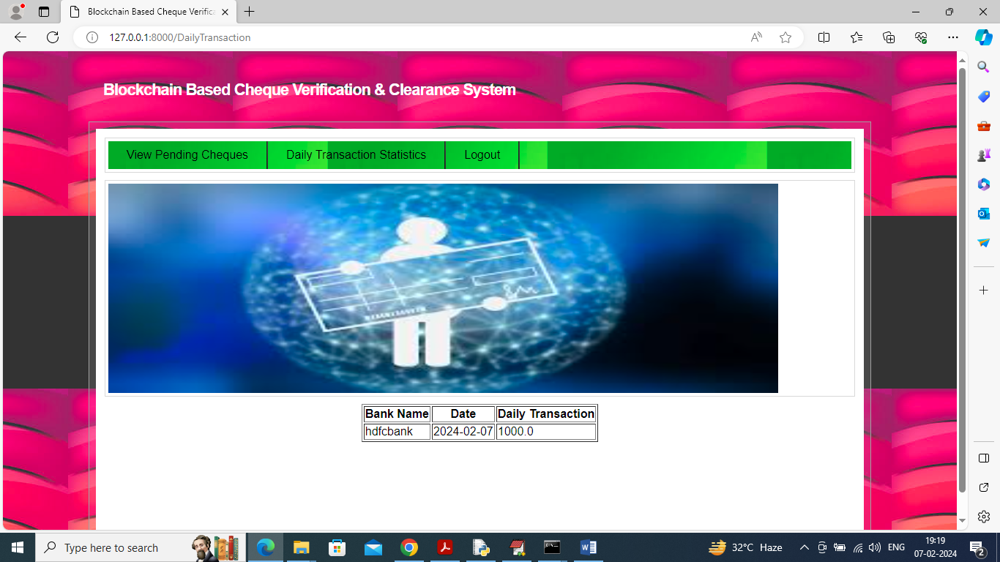 Blockchain Based Cheque Verifica
127.0.0.1:8000/DailyTransaction
Blockchain Based Cheque Verification & Clearance System
View Pending Cheques Daily Transaction Statistics Logout
Bank Name Date Daily Transaction
hdfcbank 2024-02-07 1000.0
Type here to search
32°C Haze
ENG
19:19
07-02-2024
2